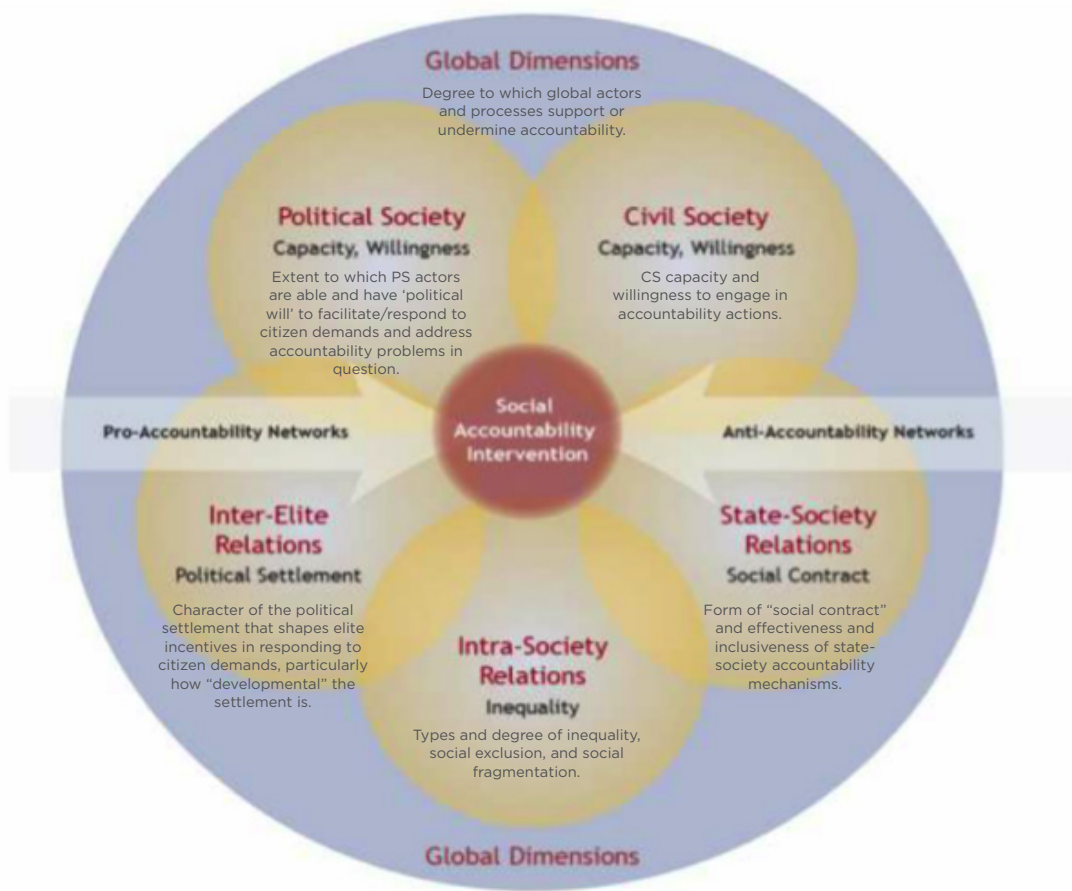 Global Dimensions
Degree to which global actors
and processes support or
undermine accountability.
Political Society
Capacity, Willingness
Extent to which PS actors
are able and have ‘political
will’ to facilitate/respond to
citizen demands and address
accountability problems in
question.
Civil Society
Capacity, Willingness
CS capacity and
willingness to engage in
accountability actions.
Pro-Accountability Networks
Social
Accountability
Intervention
Anti-Accountability Networks
Inter-Elite
Relations
Political Settlement
Character of the political
settlement that shapes elite
incentives in responding to
citizen demands, particularly
how “developmental” the
settlement is.
State-Society
Relations
Social Contract
Form of “social contract”
and effectiveness and
inclusiveness of state-
society accountability
mechanisms.
Intra-Society
Relations
Inequality
Types and degree of inequality,
social exclusion, and social
fragmentation.
Global Dimensions